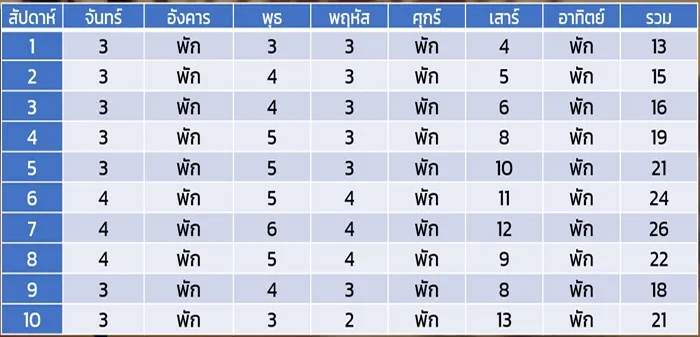 สัปดาห์ จันทร์ อังคาร พุธ พฤหัส ศุกร์ เสาร์ อาทิตย์ รวม
1 3 พัก 3 3 พัก 4 พัก 13
2 3 พัก 4 3 พัก 5 พัก 15
3 3 พัก 4 3 พัก 6 พัก 16
4 3 พัก 5 3 พัก 8 พัก 19
5 3 พัก 5 3 พัก 10 พัก 21
6 4 พัก 5 4 พัก 11 พัก 24
7 4 พัก 6 4 พัก 12 พัก 26
8 4 พัก 5 4 พัก 9 พัก 22
9 3 พัก 4 3 พัก 8 พัก 18
10 3 พัก 3 2 พัก 13 พัก 21